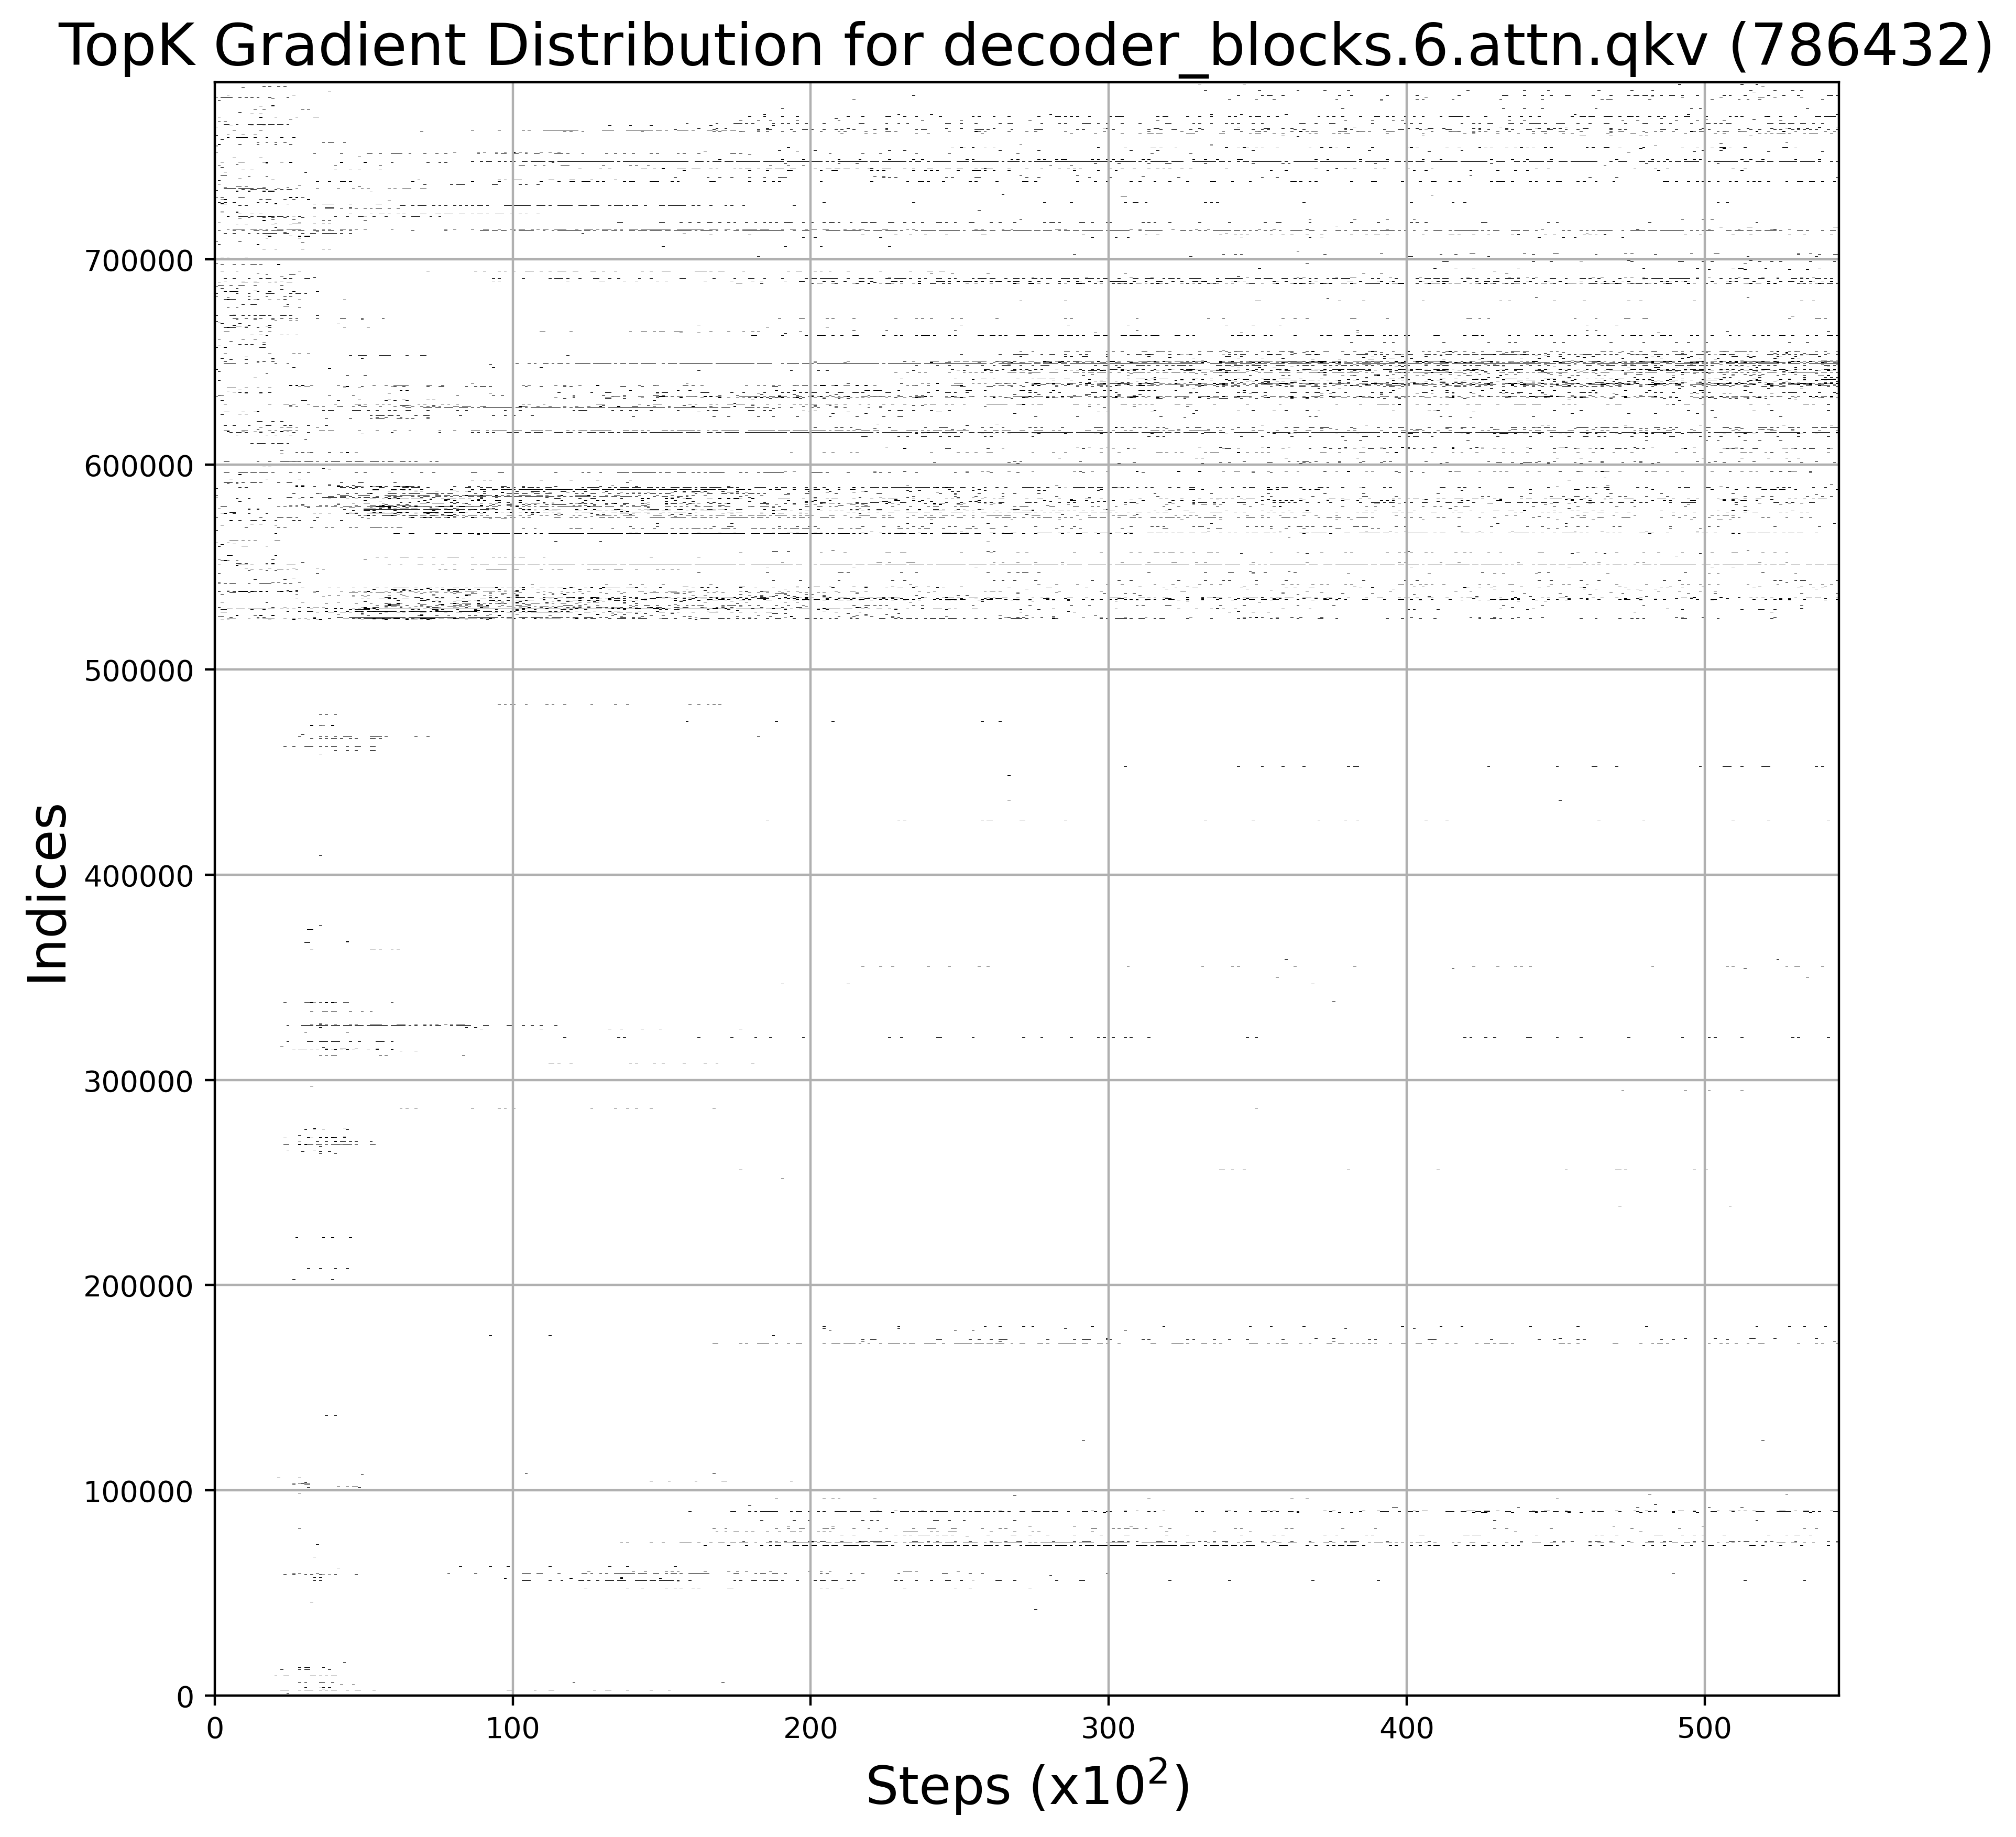 TopK Gradient Distribution for decoder_blocks.6.attn.qkv (786432)
700000
600000
500000
400000
300000
200000
100000
0
Indices
0 100 200 300 400 500
Steps (x10²)